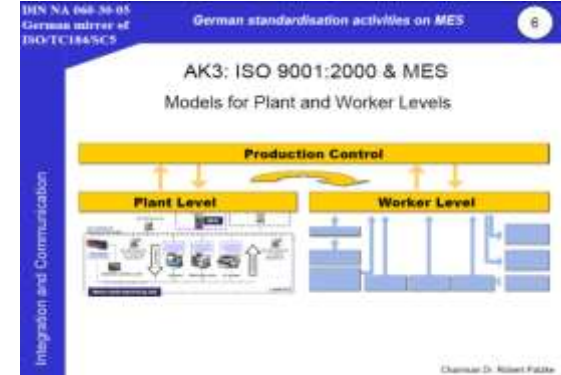 DIN NA 060-30-05
German mirror of
ISO/TC184/SC5
German standardisation activities on MES
6
AK3: ISO 9001:2000 & MES
Models for Plant and Worker Levels
Production Control
Plant Level
Worker Level
Integration and Communication
Chairman Dr. Robert Patzke